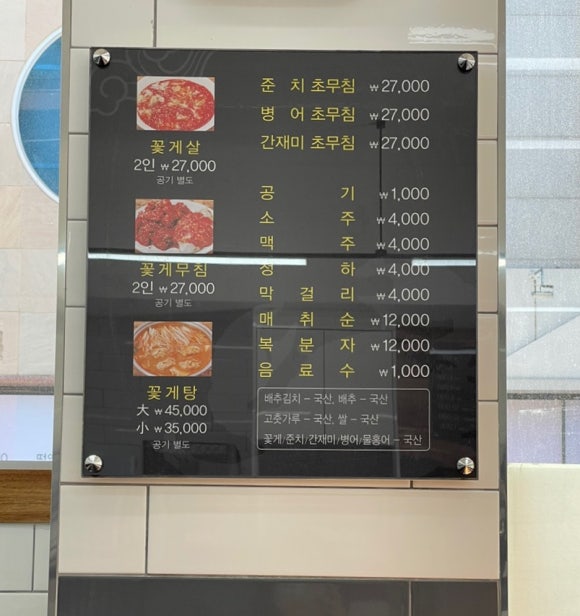 꽃게살
2인 ₩27,000
공기 별도
꽃게무침
2인 ₩27,000
공기 별도
꽃게탕
大 ₩45,000
小 ₩35,000
공기 별도
준치 초무침 ₩27,000
병어 초무침 ₩27,000
간재미 초무침 ₩27,000
공기 ₩1,000
소주 ₩4,000
맥주 ₩4,000
청하 ₩4,000
막걸리 ₩4,000
매취순 ₩12,000
복분자 ₩12,000
음료수 ₩1,000
배추김치 – 국산, 배추 – 국산
고춧가루 – 국산, 쌀 – 국산
꽃게/준치/간재미/병어/물홍어 – 국산